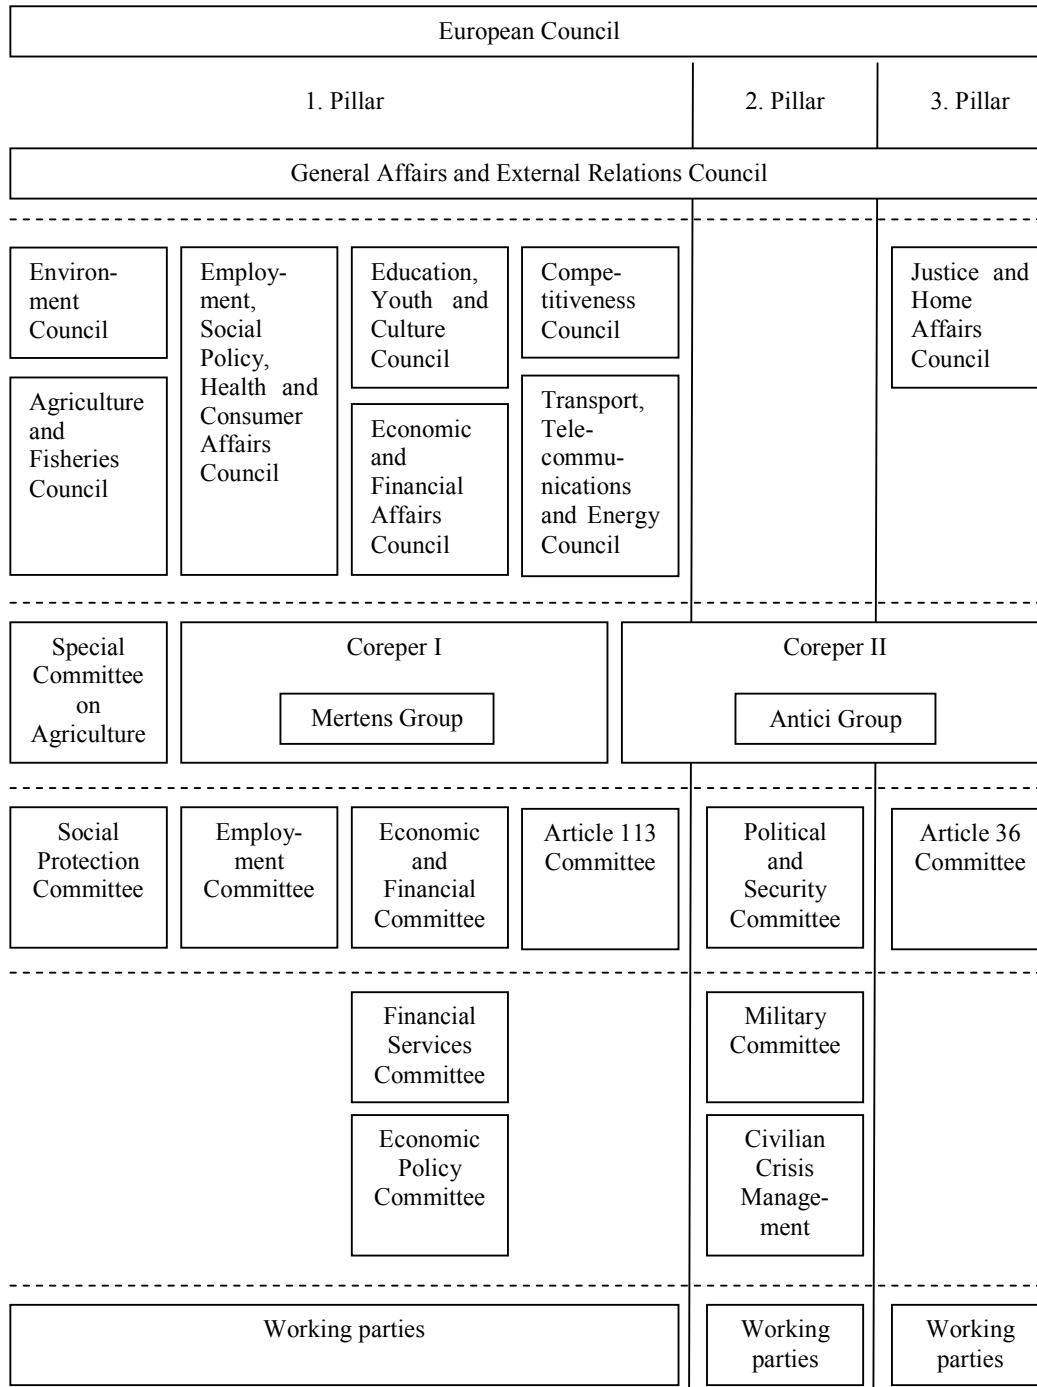 European Council
1. Pillar
2. Pillar
3. Pillar
General Affairs and External Relations Council
Environ-
ment
Council
Employ-
ment,
Social
Policy,
Health and
Consumer
Affairs
Council
Education,
Youth and
Culture
Council
Compe-
titiveness
Council
Justice and
Home
Affairs
Council
Agriculture
and
Fisheries
Council
Economic
and
Financial
Affairs
Council
Transport,
Tele-
commu-
nications
and Energy
Council
Special
Committee
on
Agriculture
Coreper I
Mertens Group
Coreper II
Antici Group
Social
Protection
Committee
Employ-
ment
Committee
Economic
and
Financial
Committee
Article 113
Committee
Political
and
Security
Committee
Article 36
Committee
Financial
Services
Committee
Military
Committee
Economic
Policy
Committee
Civilian
Crisis
Manage-
ment
Working parties
Working
parties
Working
parties